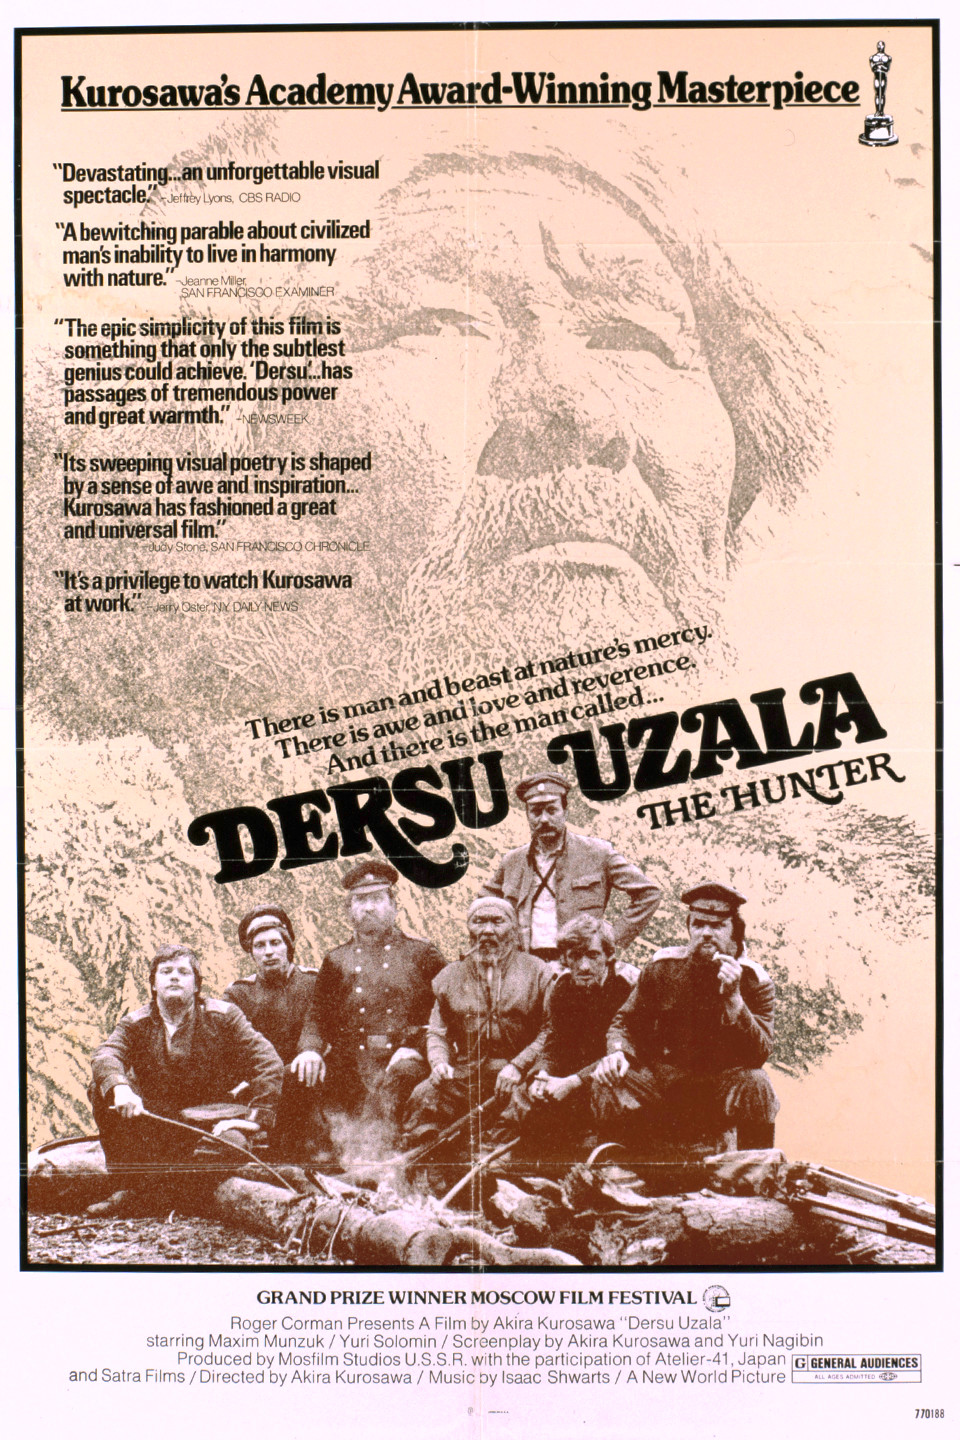 Kurosawa's Academy Award-Winning Masterpiece
"Devastating...an unforgettable visual
spectacle." -Jeffrey Lyons, CBS RADIO
"A bewitching parable about civilized
man's inability to live in harmony
with nature." -Jeanne Miller,
SAN FRANCISCO EXAMINER
"The epic simplicity of this film is
something that only the subtlest
genius could achieve. 'Dersu'...has
passages of tremendous power
and great warmth." -NEWSWEEK
"Its sweeping visual poetry is shaped
by a sense of awe and inspiration...
Kurosawa has fashioned a great
and universal film."
-Judy Stone, SAN FRANCISCO CHRONICLE
"It's a privilege to watch Kurosawa
at work." -Jerry Oster, N.Y. DAILY NEWS
There is man and beast at nature's mercy.
There is awe and love and reverence.
And there is the man called...
DERSU UZALA
THE HUNTER
GRAND PRIZE WINNER MOSCOW FILM FESTIVAL
Roger Corman Presents A Film by Akira Kurosawa "Dersu Uzala"
starring Maxim Munzuk / Yuri Solomin / Screenplay by Akira Kurosawa and Yuri Nagibin
Produced by Mosfilm Studios U.S.S.R. with the participation of Atelier-41, Japan
and Satra Films / Directed by Akira Kurosawa / Music by Isaac Shwarts / A New World Picture
G GENERAL AUDIENCES
ALL AGES ADMITTED
770188